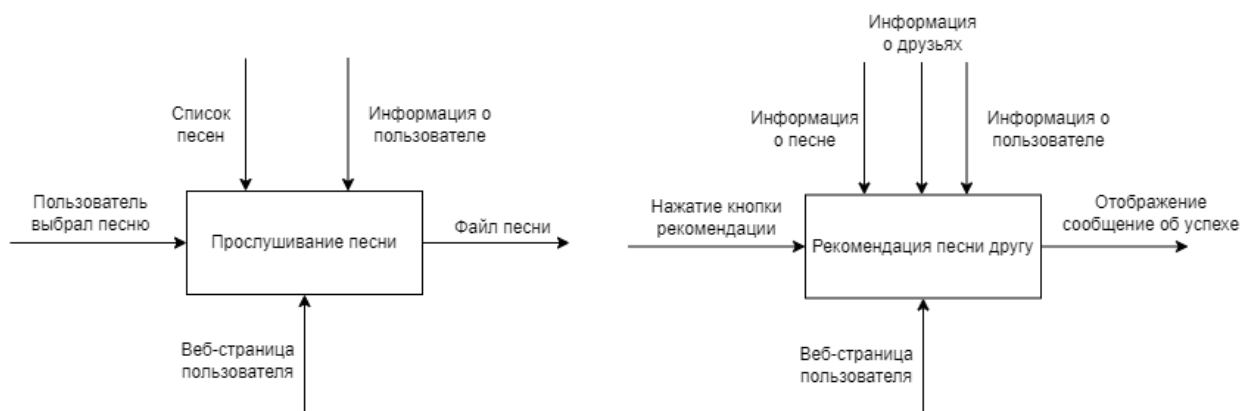 Список
песен
Информация о
пользователе
Пользователь
выбрал песню
Прослушивание песни
Файл песни
Веб-страница
пользователя
Информация
о друзьях
Информация
о песне
Информация о
пользователе
Нажатие кнопки
рекомендации
Рекомендация песни другу
Отображение
сообщение об успехе
Веб-страница
пользователя